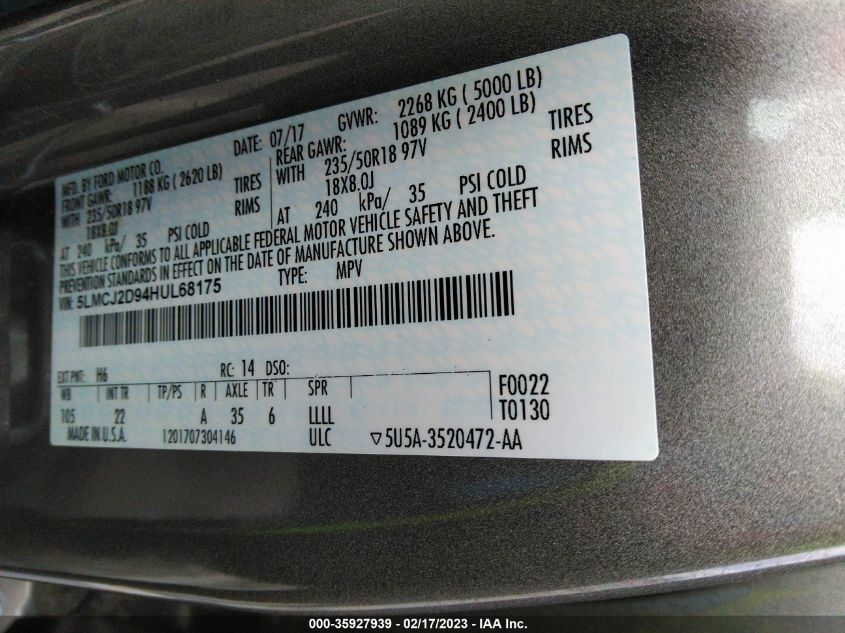 MFD. BY FORD MOTOR CO.
DATE: 07/17 GVWR: 2268 KG ( 5000 LB)
FRONT GAWR: 1188 KG ( 2620 LB)
WITH 235/50R18 97V TIRES
18X8.0J RIMS
AT 240 kPa/ 35 PSI COLD
REAR GAWR: 1089 KG ( 2400 LB)
WITH 235/50R18 97V TIRES
18X8.0J RIMS
AT 240 kPa/ 35 PSI COLD
THIS VEHICLE CONFORMS TO ALL APPLICABLE FEDERAL MOTOR VEHICLE SAFETY AND THEFT
PREVENTION STANDARDS IN EFFECT ON THE DATE OF MANUFACTURE SHOWN ABOVE.
VIN: 5LMCJ2D94HUL68175 TYPE: MPV
EXT PNT: H6 RC: 14 DSO:
WB INT TR TP/PS R AXLE TR SPR
105 22 A 35 6 LLLL
ULC
F0022
T0130
MADE IN U.S.A. 1201707304146 ▽5U5A-3520472-AA
000-35927939 - 02/17/2023 - IAA Inc.